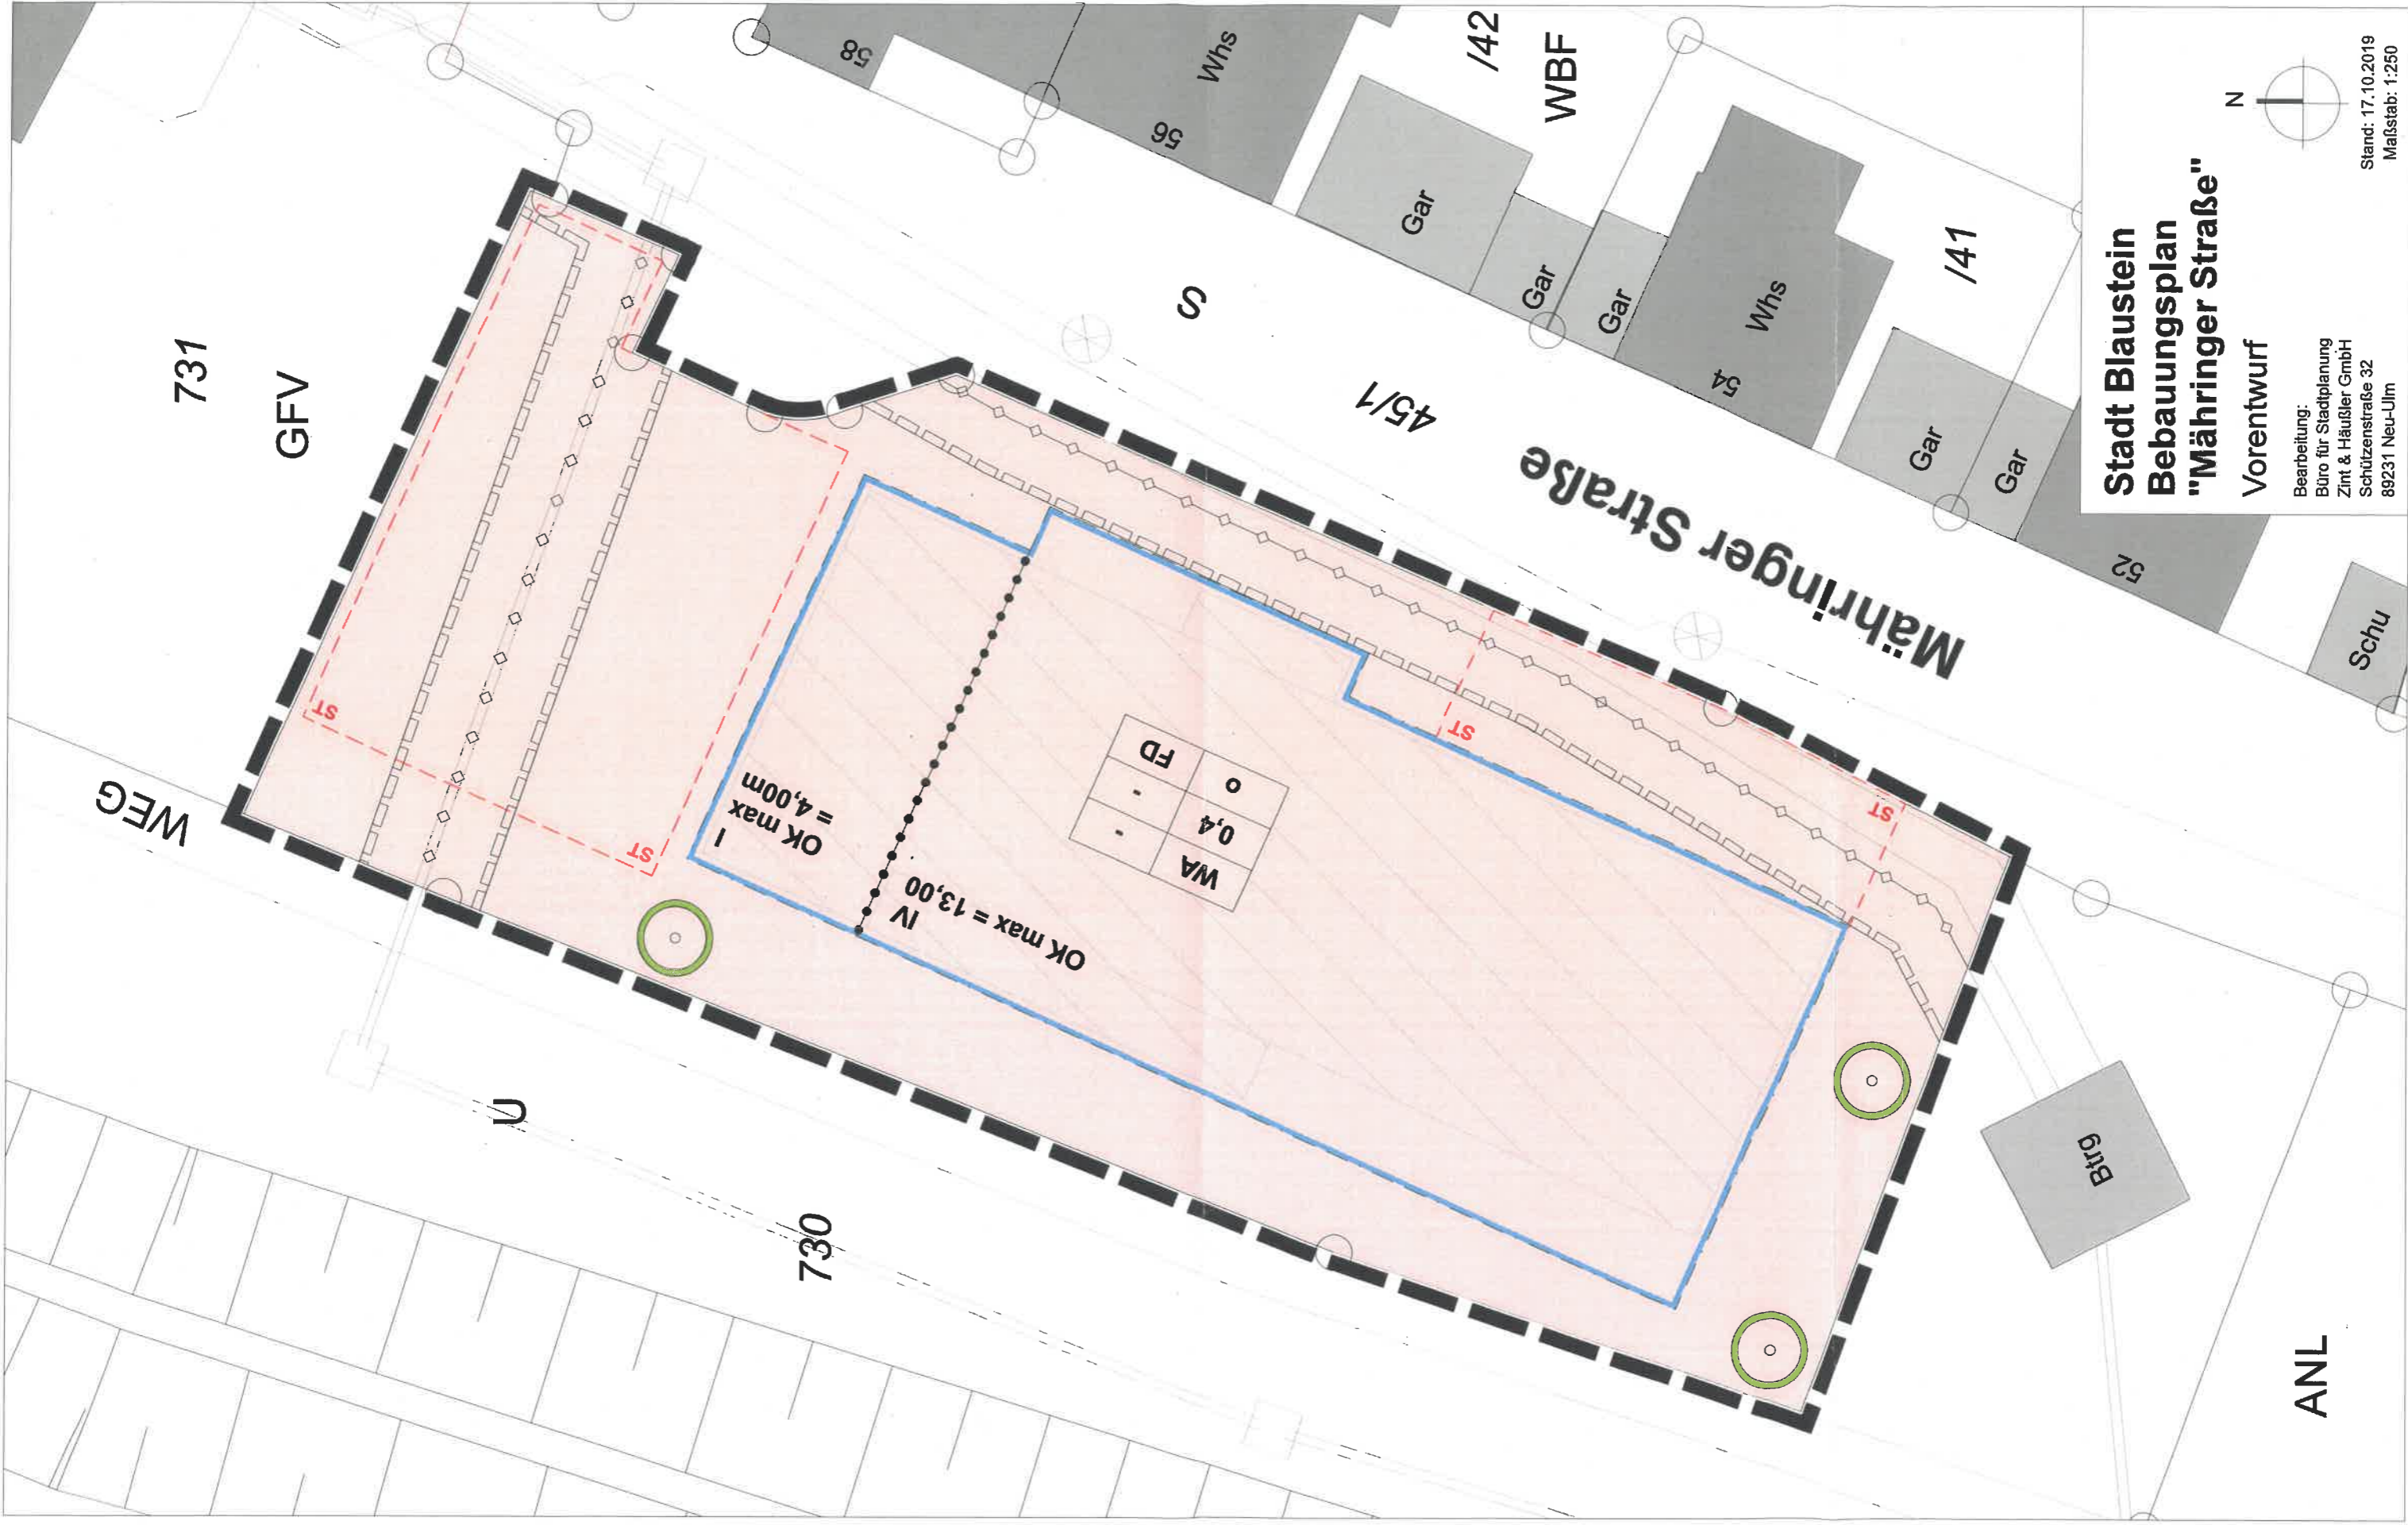 731
GFV
WEG
U
730
58
Whs
56
/42
WBF
Gar
Gar
Gar
S
45/1
Whs
54
/41
Gar
Gar
52
Schu
Mähringer Straße
ST
ST
ST
ST
I
OK max
= 4,00m
IV
OK max = 13,00
WA
-
0,4
-
o
FD
Btrg
ANL
Stadt Blaustein
Bebauungsplan
"Mähringer Straße"
Vorentwurf
Bearbeitung:
Büro für Stadtplanung
Zint & Häußler GmbH
Schützenstraße 32
89231 Neu-Ulm
N
Stand: 17.10.2019
Maßstab: 1:250